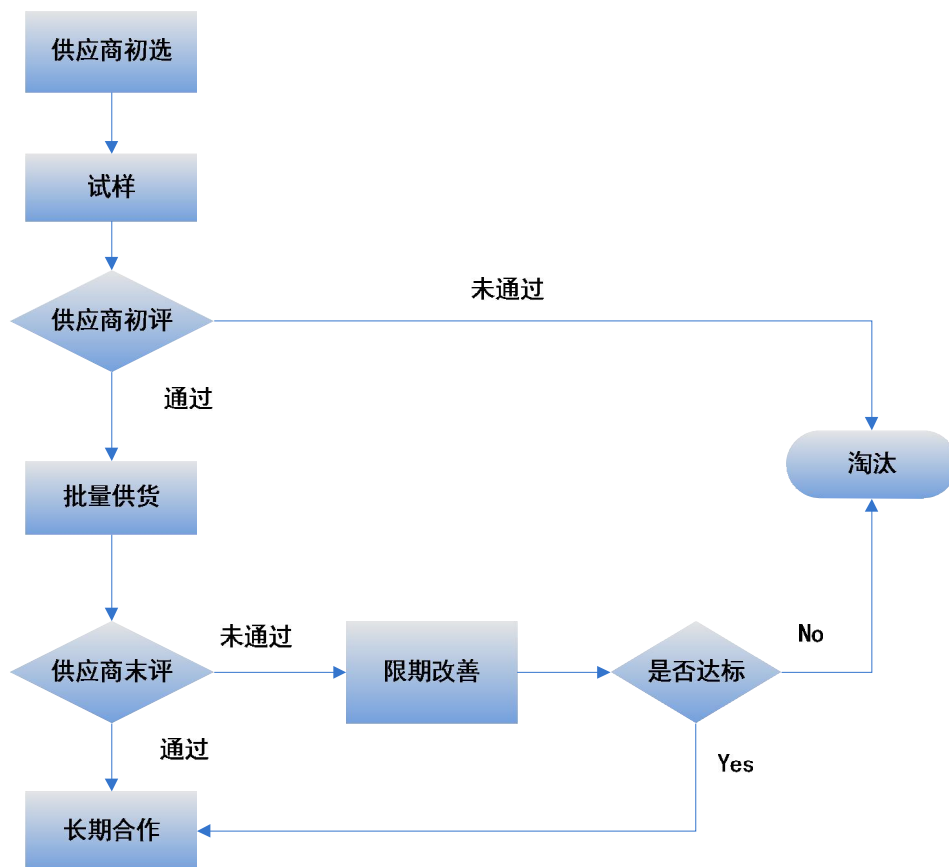 供应商初选
试样
供应商初评
未通过
通过
淘汰
批量供货
供应商末评
未通过
限期改善
是否达标
No
通过
Yes
长期合作